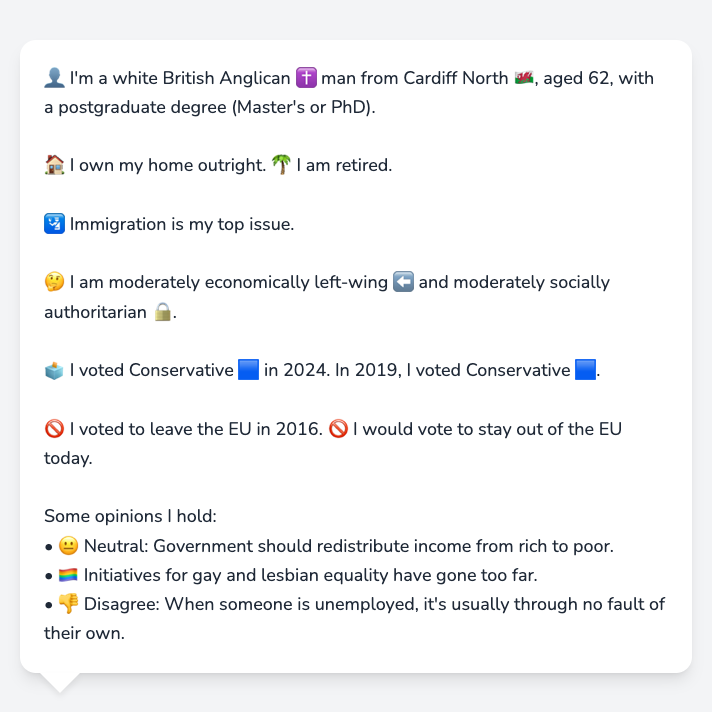 👤 I'm a white British Anglican ✝️ man from Cardiff North 🏴󠁧󠁢󠁷󠁬󠁳󠁿, aged 62, with
a postgraduate degree (Master's or PhD).
🏠 I own my home outright. 🌴 I am retired.
🛂 Immigration is my top issue.
🤔 I am moderately economically left-wing ⬅️ and moderately socially
authoritarian 🔒.
🗳️ I voted Conservative 🟦 in 2024. In 2019, I voted Conservative 🟦.
🚫 I voted to leave the EU in 2016. 🚫 I would vote to stay out of the EU
today.
Some opinions I hold:
• 😐 Neutral: Government should redistribute income from rich to poor.
• 🏳️‍🌈 Initiatives for gay and lesbian equality have gone too far.
• 👎 Disagree: When someone is unemployed, it's usually through no fault of
their own.